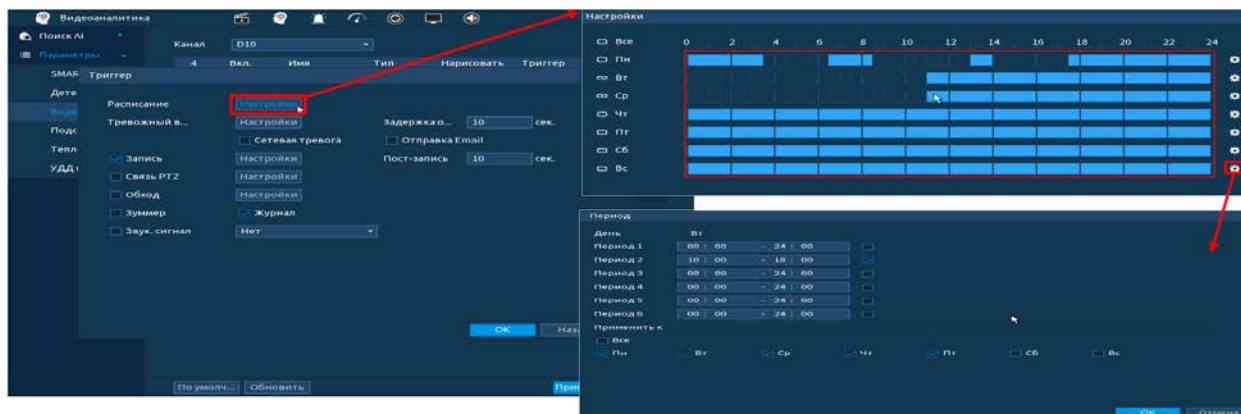 Видеоаналитика
Поиск AI
Параметры
SMAR
Дете
Видео
Подс
Тепл
УДД
Канал D10
4 Вкл. Имя Тип Нарисовать Триггер
Триггер
Расписание Настройки
Тревожный в... Настройки Задержка о... 10 сек.
Сетевая тревога Отправка Email
Запись Настройки Пост-запись 10 сек.
Связь PTZ Настройки
Обход Настройки
Зуммер Журнал
Звук. сигнал Нет
OK Наза
По умолч... Обновить При
Настройки
Все 0 2 4 6 8 10 12 14 16 18 20 22 24
Пн
Вт
Ср
Чт
Пт
Сб
Вс
Период
День Вт
Период 1 00 : 00 - 24 : 00
Период 2 10 : 00 - 18 : 00
Период 3 00 : 00 - 24 : 00
Период 4 00 : 00 - 24 : 00
Период 5 00 : 00 - 24 : 00
Период 6 00 : 00 - 24 : 00
Применить к
Все
Пн Вт Ср Чт Пт Сб Вс
OK Отмена